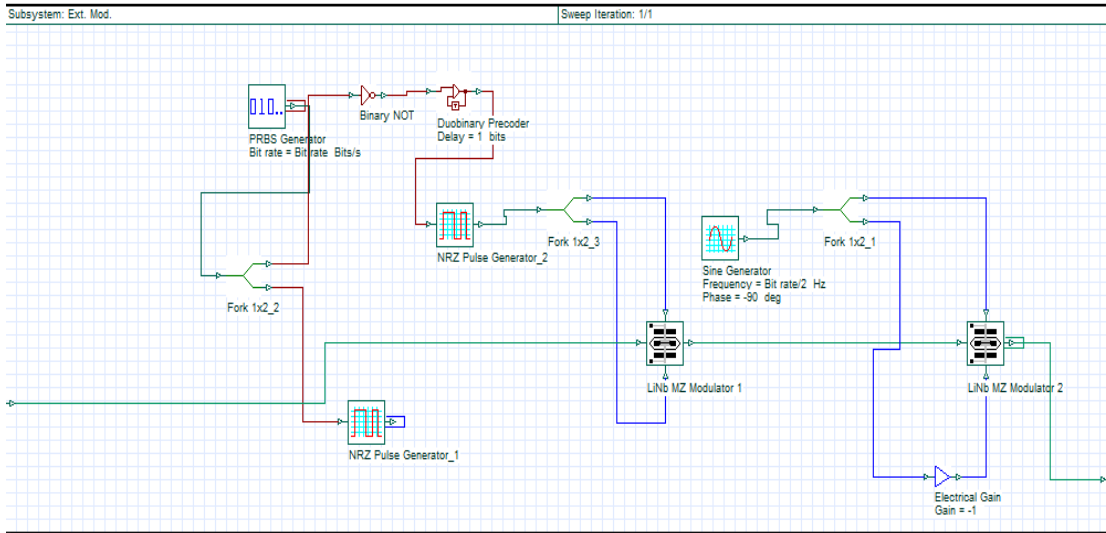 Subsystem: Ext. Mod.
Sweep Iteration: 1/1
010..
PRBS Generator
Bit rate = Bit rate Bits/s
Binary NOT
T
Duobinary Precoder
Delay = 1 bits
NRZ Pulse Generator_2
Fork 1x2_3
Sine Generator
Frequency = Bit rate/2 Hz
Phase = -90 deg
Fork 1x2_1
Fork 1x2_2
LiNb MZ Modulator 1
LiNb MZ Modulator 2
NRZ Pulse Generator_1
Electrical Gain
Gain = -1